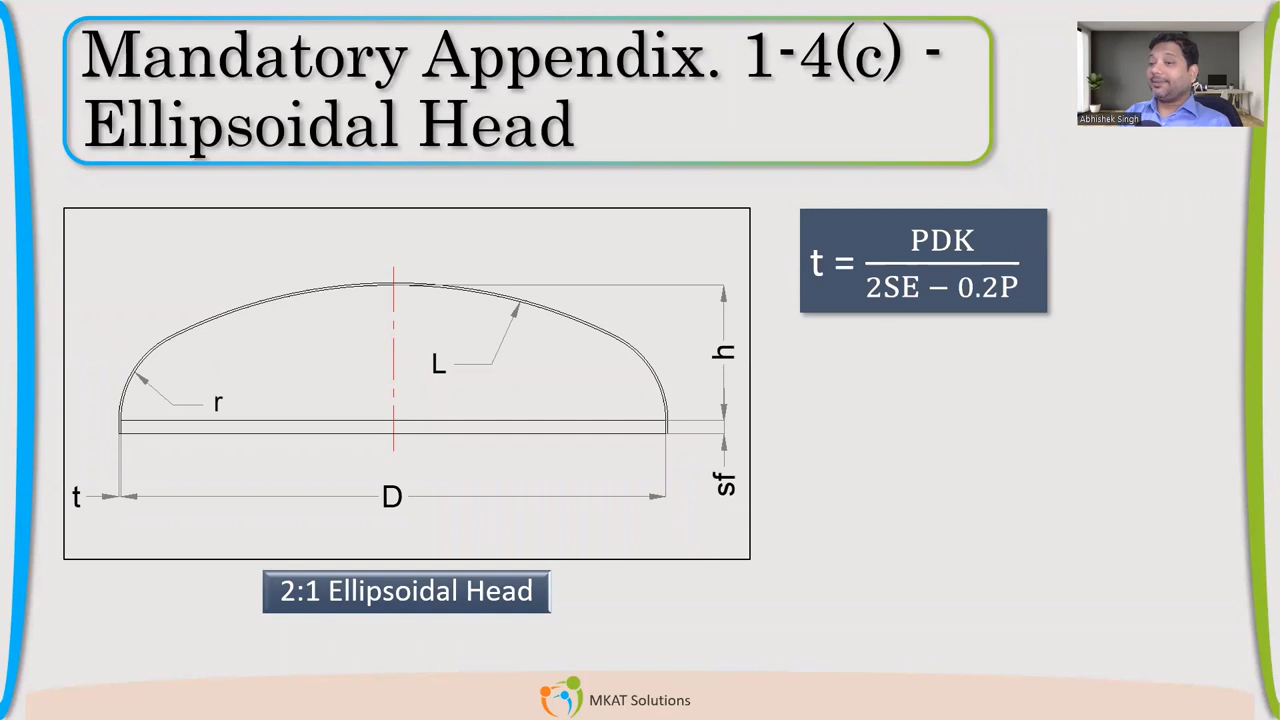 Mandatory Appendix. 1-4(c) -
Ellipsoidal Head
Abhishek Singh
t = PDK
2SE − 0.2P
h
L
r
sf
t
D
2:1 Ellipsoidal Head
MKAT Solutions